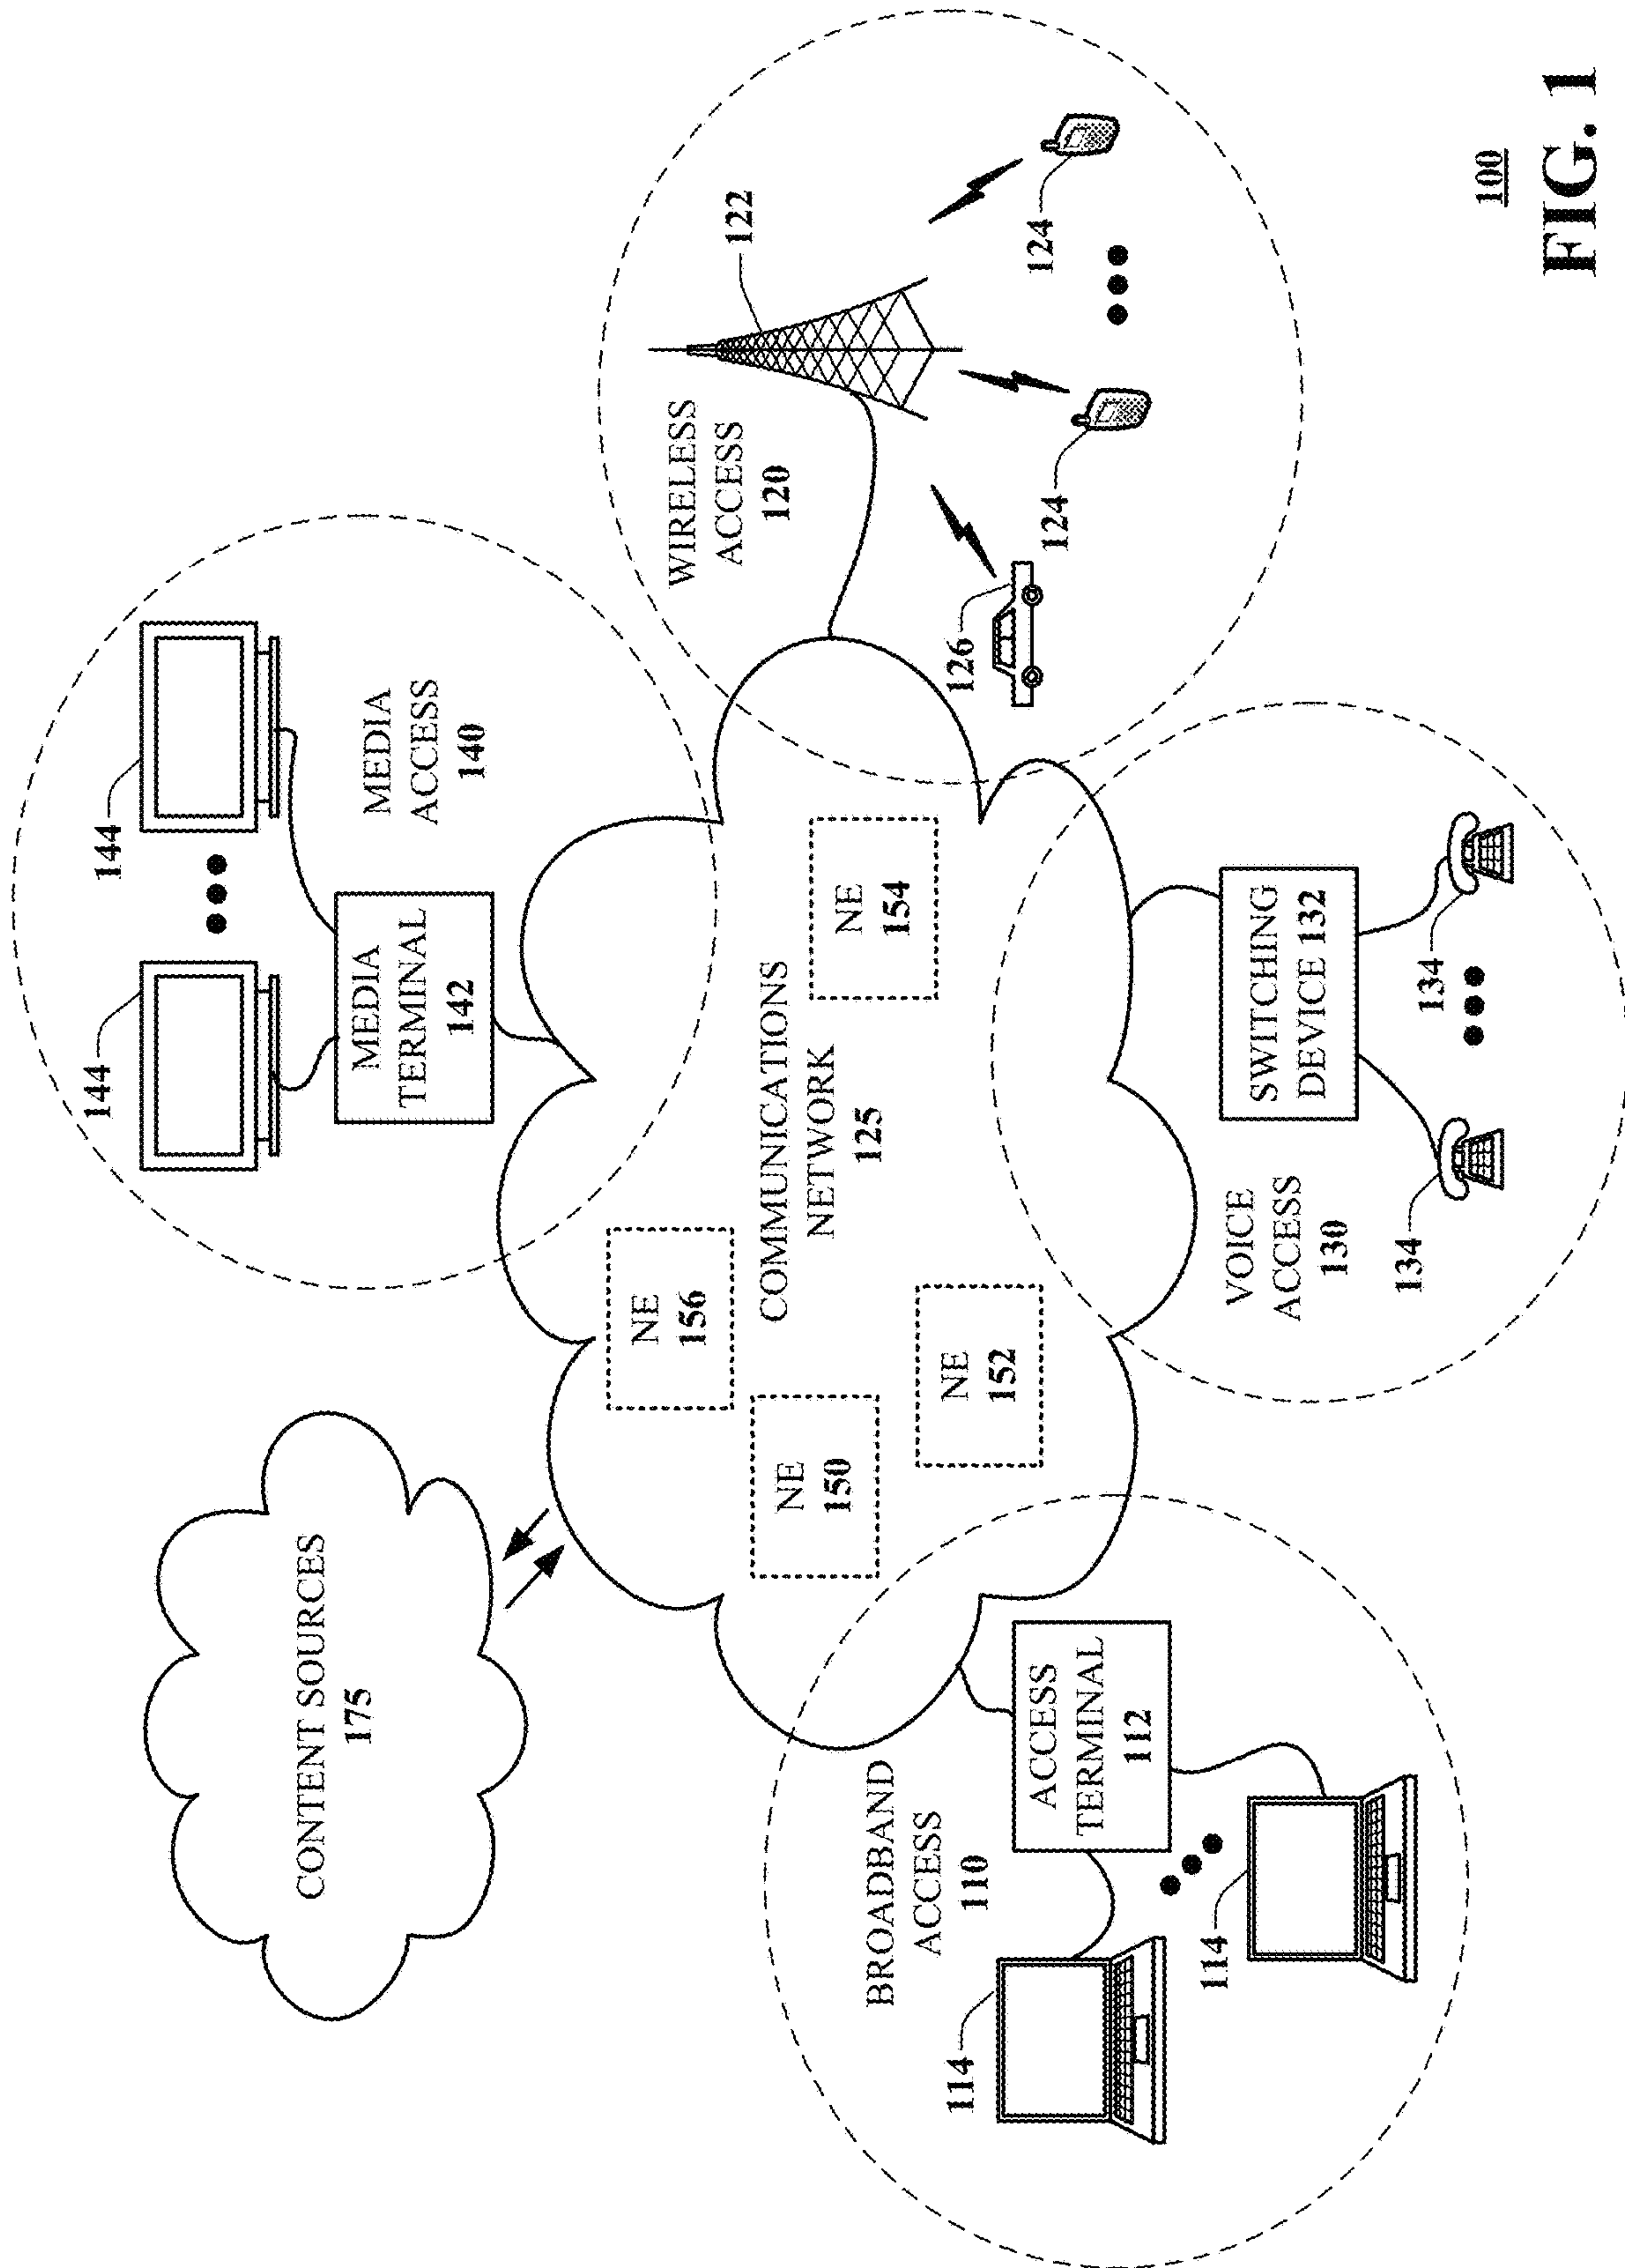 CONTENT SOURCES
175
144
144
MEDIA
TERMINAL
142
MEDIA
ACCESS
140
BROADBAND
ACCESS
110
114
114
ACCESS
TERMINAL
112
NE
150
NE
156
NE
152
COMMUNICATIONS
NETWORK
125
NE
154
WIRELESS
ACCESS
120
122
126
124
124
VOICE
ACCESS
130
SWITCHING
DEVICE 132
134
134
100
FIG. 1